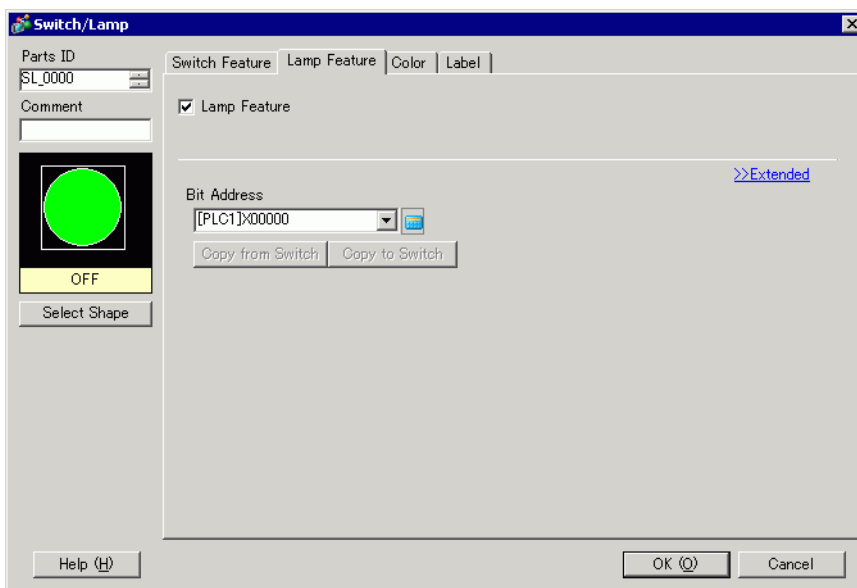 Switch/Lamp
Parts ID
SL_0000
Comment
OFF
Select Shape
Switch Feature
Lamp Feature
Color
Label
Lamp Feature
>>Extended
Bit Address
[PLC1]X00000
Copy from Switch
Copy to Switch
Help (H)
OK (O)
Cancel